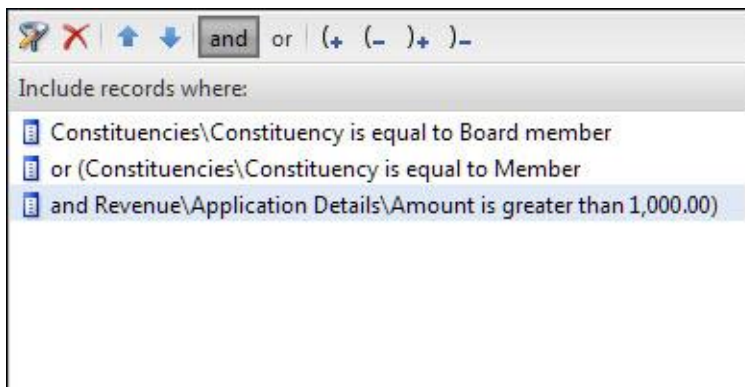 and or (+ (- )+ )-
Include records where:
Constituencies\Constituency is equal to Board member
or (Constituencies\Constituency is equal to Member
and Revenue\Application Details\Amount is greater than 1,000.00)